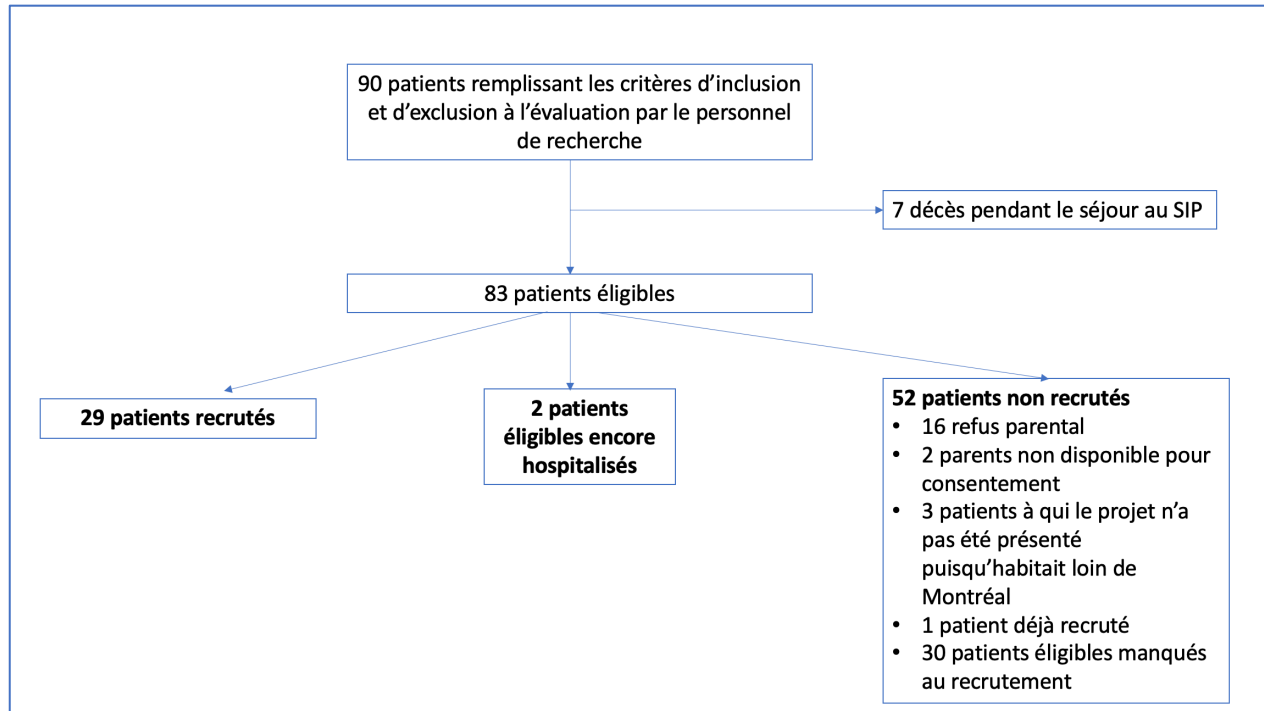 90 patients remplissant les critères d’inclusion
et d’exclusion à l’évaluation par le personnel
de recherche
7 décès pendant le séjour au SIP
83 patients éligibles
29 patients recrutés
2 patients
éligibles encore
hospitalisés
52 patients non recrutés
• 16 refus parental
• 2 parents non disponible pour
consentement
• 3 patients à qui le projet n’a
pas été présenté
puisqu’habitait loin de
Montréal
• 1 patient déjà recruté
• 30 patients éligibles manqués
au recrutement